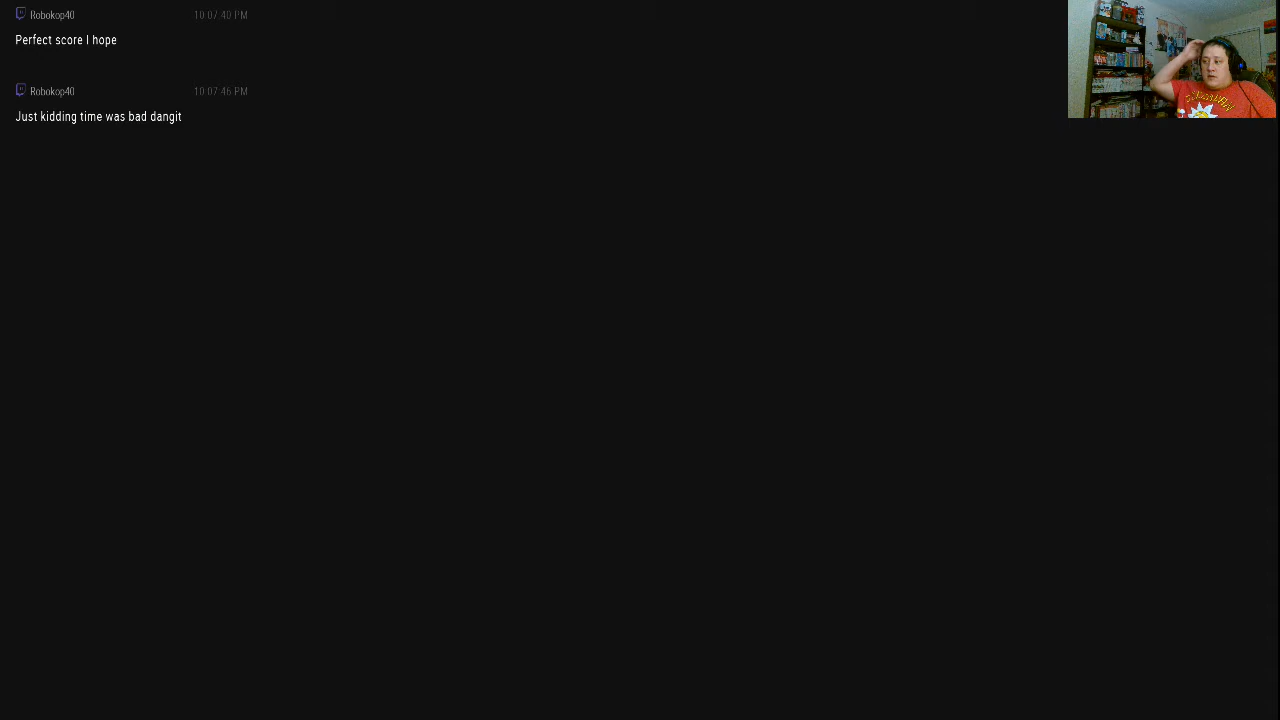 Robokop40 10:07:40 PM
Perfect score I hope
Robokop40 10:07:46 PM
Just kidding time was bad dangit